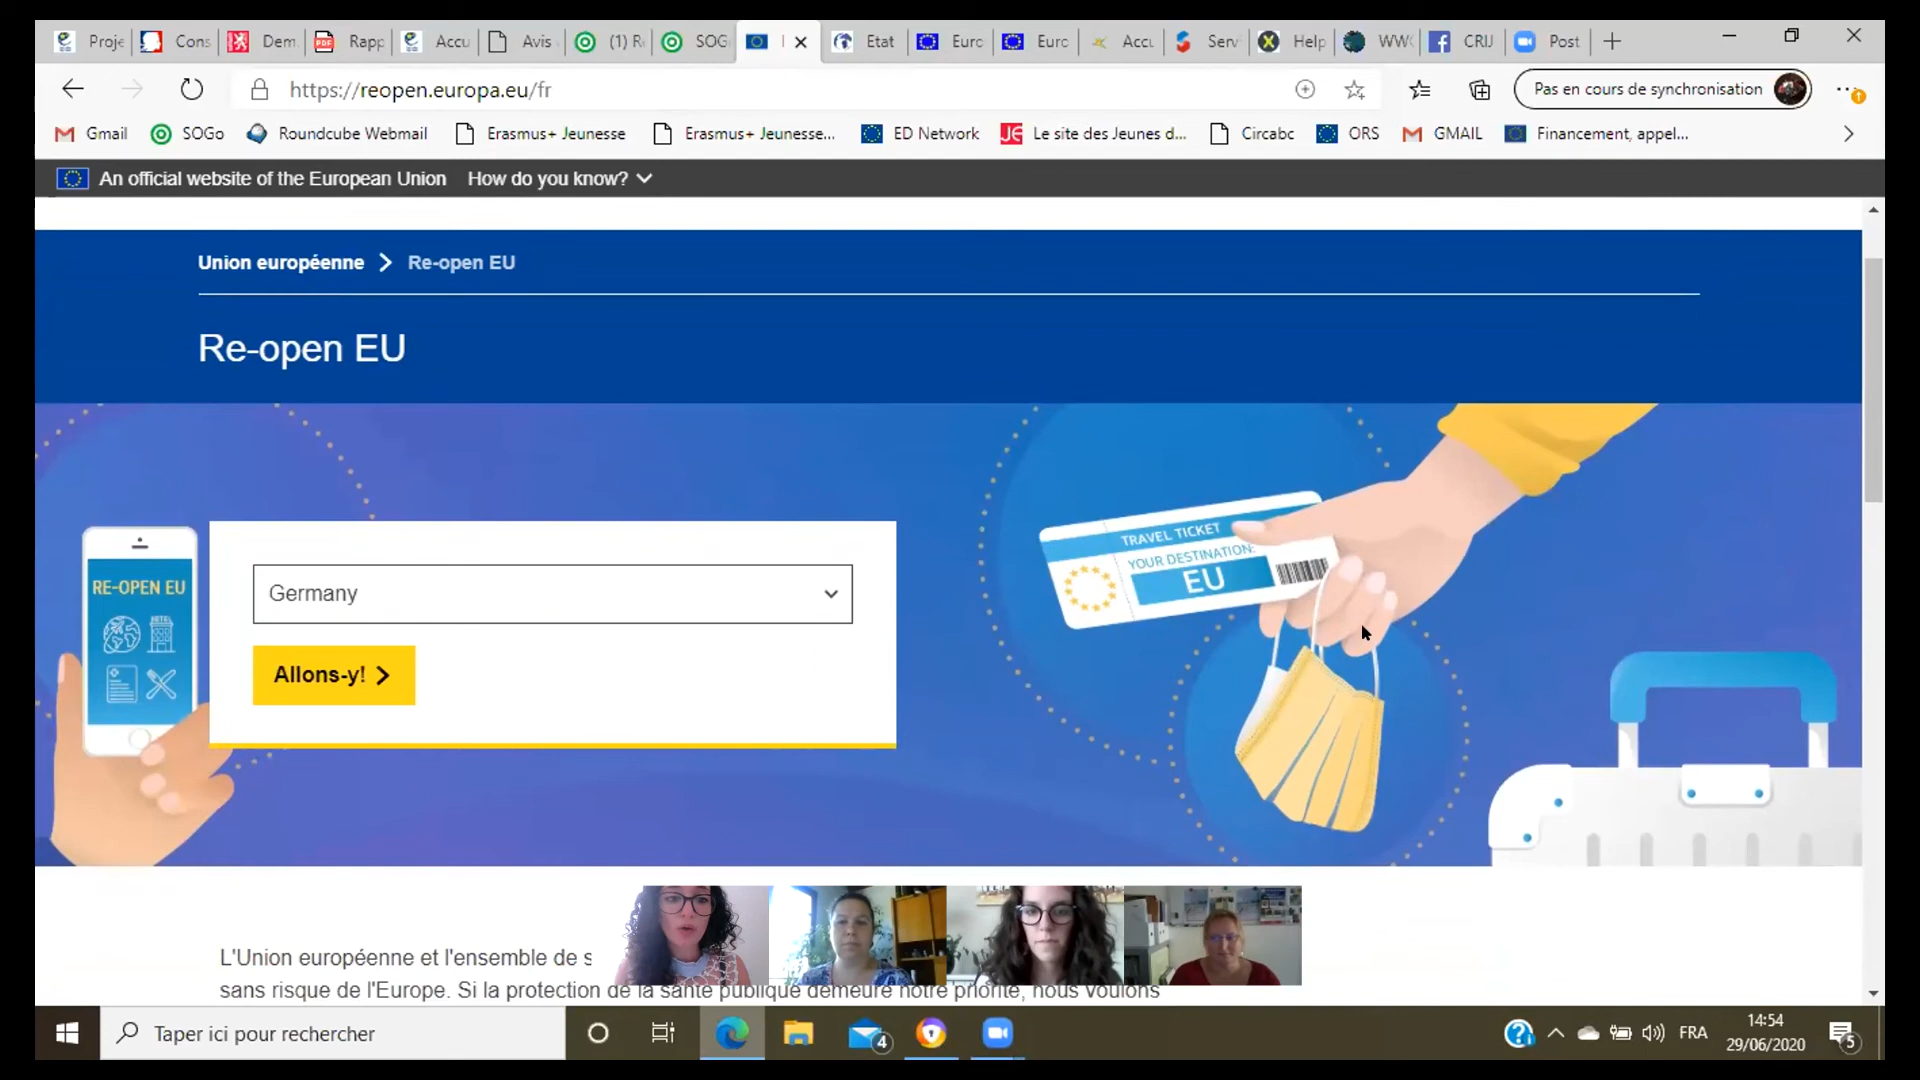 Proje
Cons
Dem
Rapp
Accu
Avis
(1) R
SOG
Etat
Euro
Euro
Accu
Serv
Help
WWO
CRIJ
Post
https://reopen.europa.eu/fr
Pas en cours de synchronisation
Gmail
SOGo
Roundcube Webmail
Erasmus+ Jeunesse
Erasmus+ Jeunesse...
ED Network
JE
Le site des Jeunes d...
Circabc
ORS
GMAIL
Financement, appel...
An official website of the European Union How do you know?
Union européenne > Re-open EU
Re-open EU
RE-OPEN EU
Germany
Allons-y! >
TRAVEL TICKET
YOUR DESTINATION:
EU
L'Union européenne et l'ensemble de s
sans risque de l'Europe. Si la protection de la santé publique demeure notre priorité, nous voulons
Taper ici pour rechercher
4
FRA
14:54
29/06/2020
5